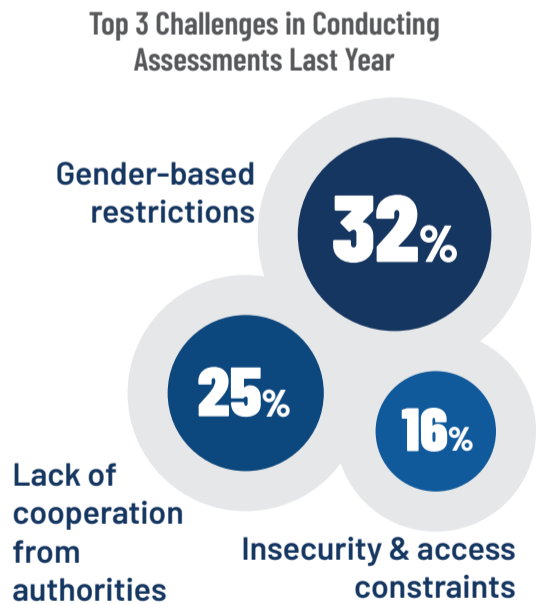 Top 3 Challenges in Conducting
Assessments Last Year
Gender-based
restrictions
32%
25%
16%
Lack of
cooperation
from
authorities
Insecurity & access
constraints